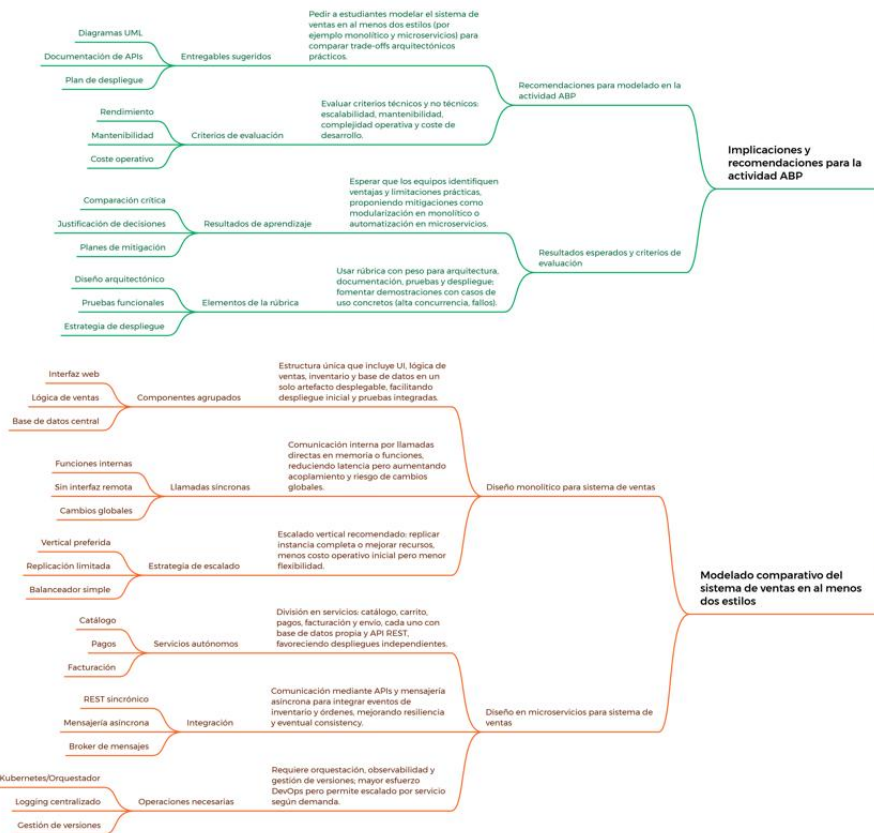 Implicaciones y
recomendaciones para la
actividad ABP
Recomendaciones para modelado en la
actividad ABP
Pedir a estudiantes modelar el sistema de
ventas en al menos dos estilos (por
ejemplo monolítico y microservicios) para
comparar trade-offs arquitectónicos
prácticos.
Entregables sugeridos
Diagramas UML
Documentación de APIs
Plan de despliegue
Evaluar criterios técnicos y no técnicos:
escalabilidad, mantenibilidad,
complejidad operativa y coste de
desarrollo.
Criterios de evaluación
Rendimiento
Mantenibilidad
Coste operativo
Resultados esperados y criterios de
evaluación
Esperar que los equipos identifiquen
ventajas y limitaciones prácticas,
proponiendo mitigaciones como
modularización en monolítico o
automatización en microservicios.
Resultados de aprendizaje
Comparación crítica
Justificación de decisiones
Planes de mitigación
Usar rúbrica con peso para arquitectura,
documentación, pruebas y despliegue;
fomentar demostraciones con casos de
uso concretos (alta concurrencia, fallos).
Elementos de la rúbrica
Diseño arquitectónico
Pruebas funcionales
Estrategia de despliegue
Modelado comparativo del
sistema de ventas en al menos
dos estilos
Diseño monolítico para sistema de ventas
Estructura única que incluye UI, lógica de
ventas, inventario y base de datos en un
solo artefacto desplegable, facilitando
despliegue inicial y pruebas integradas.
Componentes agrupados
Interfaz web
Lógica de ventas
Base de datos central
Comunicación interna por llamadas
directas en memoria o funciones,
reduciendo latencia pero aumentando
acoplamiento y riesgo de cambios
globales.
Llamadas síncronas
Funciones internas
Sin interfaz remota
Cambios globales
Escalado vertical recomendado: replicar
instancia completa o mejorar recursos,
menos costo operativo inicial pero menor
flexibilidad.
Estrategia de escalado
Vertical preferida
Replicación limitada
Balanceador simple
Diseño en microservicios para sistema de
ventas
División en servicios: catálogo, carrito,
pagos, facturación y envío, cada uno con
base de datos propia y API REST,
favoreciendo despliegues independientes.
Servicios autónomos
Catálogo
Pagos
Facturación
Comunicación mediante APIs y mensajería
asíncrona para integrar eventos de
inventario y órdenes, mejorando resiliencia
y eventual consistency.
Integración
REST sincrónico
Mensajería asíncrona
Broker de mensajes
Requiere orquestación, observabilidad y
gestión de versiones; mayor esfuerzo
DevOps pero permite escalado por servicio
según demanda.
Operaciones necesarias
Kubernetes/Orquestador
Logging centralizado
Gestión de versiones